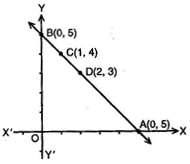 Y
B(0, 5)
C(1, 4)
D(2, 3)
A(0, 5)
X' O X
Y'